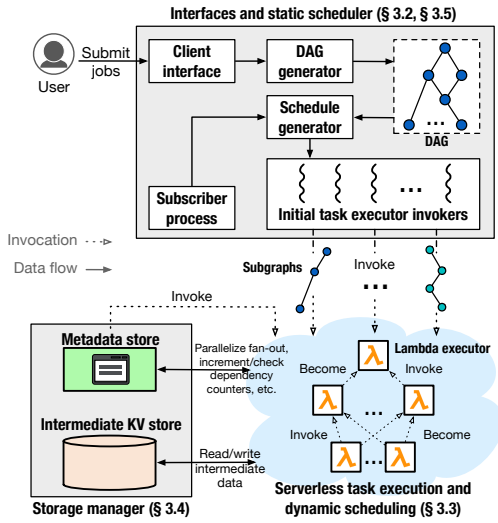 Interfaces and static scheduler (§ 3.2, § 3.5)
User
Submit
jobs
Client
interface
DAG
generator
...
DAG
Schedule
generator
Subscriber
process
...
Initial task executor invokers
Invocation
Data flow
Subgraphs
Invoke
...
Invoke
Metadata store
Parallelize fan-out,
increment/check
dependency
counters, etc.
Intermediate KV store
Read/write
intermediate
data
Storage manager (§ 3.4)
λ
Lambda executor
Become
Invoke
λ
...
λ
Invoke
Become
λ
...
λ
Serverless task execution and
dynamic scheduling (§ 3.3)